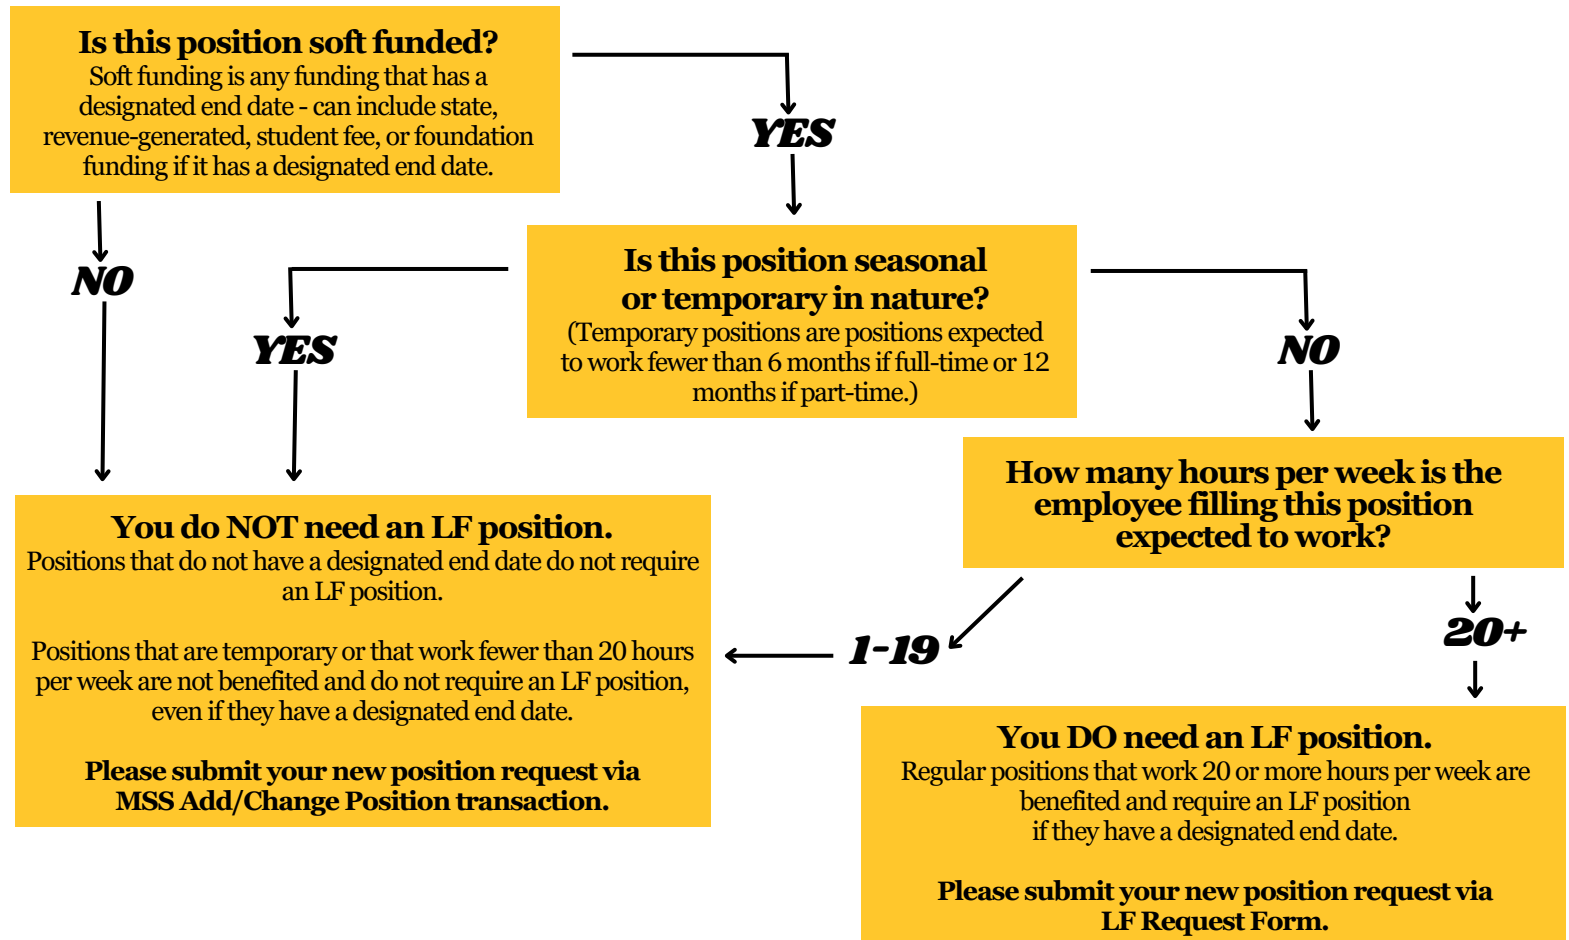 Is this position soft funded?
Soft funding is any funding that has a
designated end date - can include state,
revenue-generated, student fee, or foundation
funding if it has a designated end date.
YES
NO
Is this position seasonal
or temporary in nature?
(Temporary positions are positions expected
to work fewer than 6 months if full-time or 12
months if part-time.)
YES
NO
How many hours per week is the
employee filling this position
expected to work?
1-19
20+
You do NOT need an LF position.
Positions that do not have a designated end date do not require
an LF position.
Positions that are temporary or that work fewer than 20 hours
per week are not benefited and do not require an LF position,
even if they have a designated end date.
Please submit your new position request via
MSS Add/Change Position transaction.
You DO need an LF position.
Regular positions that work 20 or more hours per week are
benefited and require an LF position
if they have a designated end date.
Please submit your new position request via
LF Request Form.